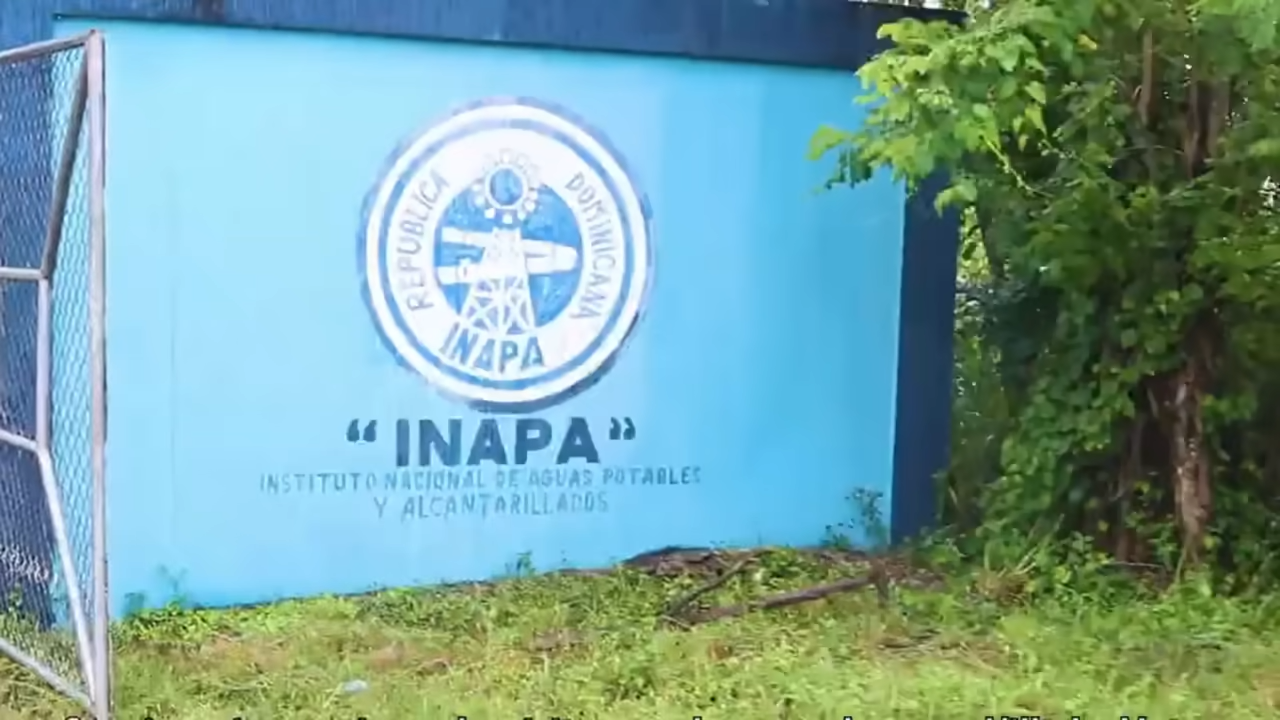 REPUBLICA DOMINICANA
INAPA
“INAPA”
INSTITUTO NACIONAL DE AGUAS POTABLES
Y ALCANTARILLADOS